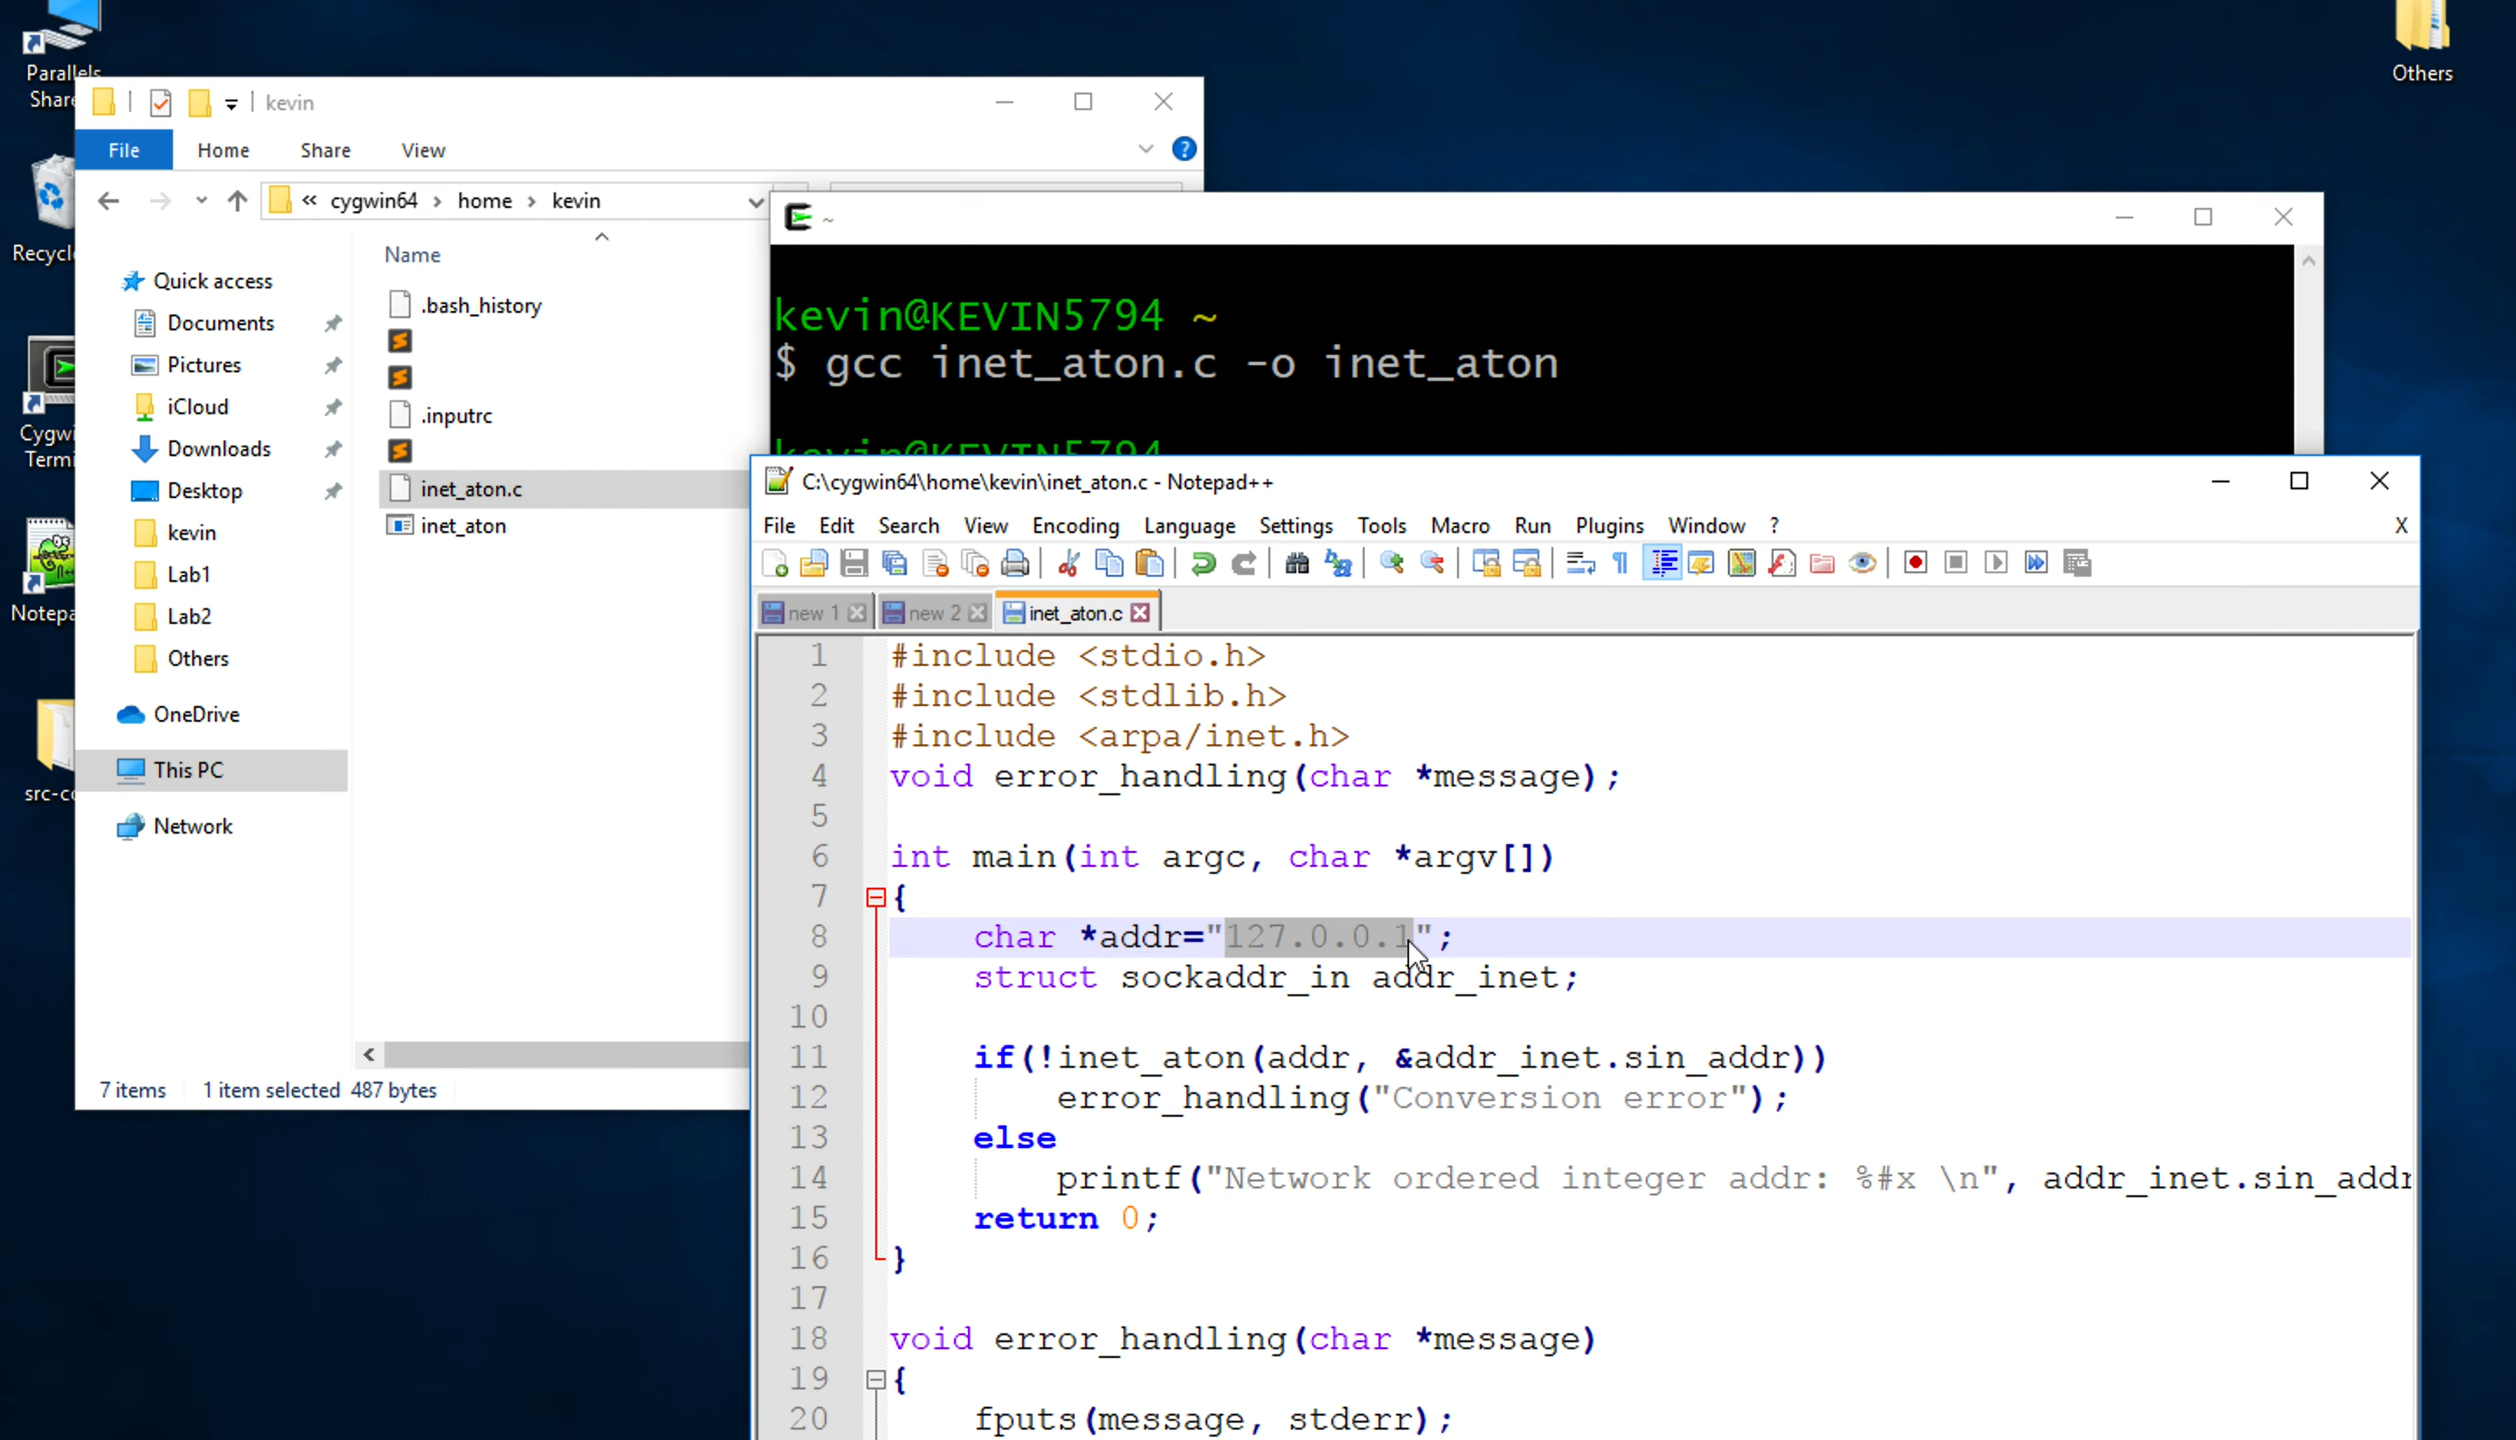 Parallels
Share
Recycl
Cygwi
Termi
Notepa
src-co
Others
kevin
File Home Share View
« cygwin64 › home › kevin
Quick access
Documents
Pictures
iCloud
Downloads
Desktop
kevin
Lab1
Lab2
Others
OneDrive
This PC
Network
Name
.bash_history
.inputrc
inet_aton.c
inet_aton
7 items 1 item selected 487 bytes
~
kevin@KEVIN5794 ~
$ gcc inet_aton.c -o inet_aton
kevin@KEVIN5794
C:\cygwin64\home\kevin\inet_aton.c - Notepad++
File Edit Search View Encoding Language Settings Tools Macro Run Plugins Window ? X
new 1 new 2 inet_aton.c
1 #include <stdio.h>
2 #include <stdlib.h>
3 #include <arpa/inet.h>
4 void error_handling(char *message);
5
6 int main(int argc, char *argv[])
7 {
8 char *addr="127.0.0.1";
9 struct sockaddr_in addr_inet;
10
11 if(!inet_aton(addr, &addr_inet.sin_addr))
12 error_handling("Conversion error");
13 else
14 printf("Network ordered integer addr: %#x \n", addr_inet.sin_addr
15 return 0;
16 }
17
18 void error_handling(char *message)
19 {
20 fputs(message, stderr);